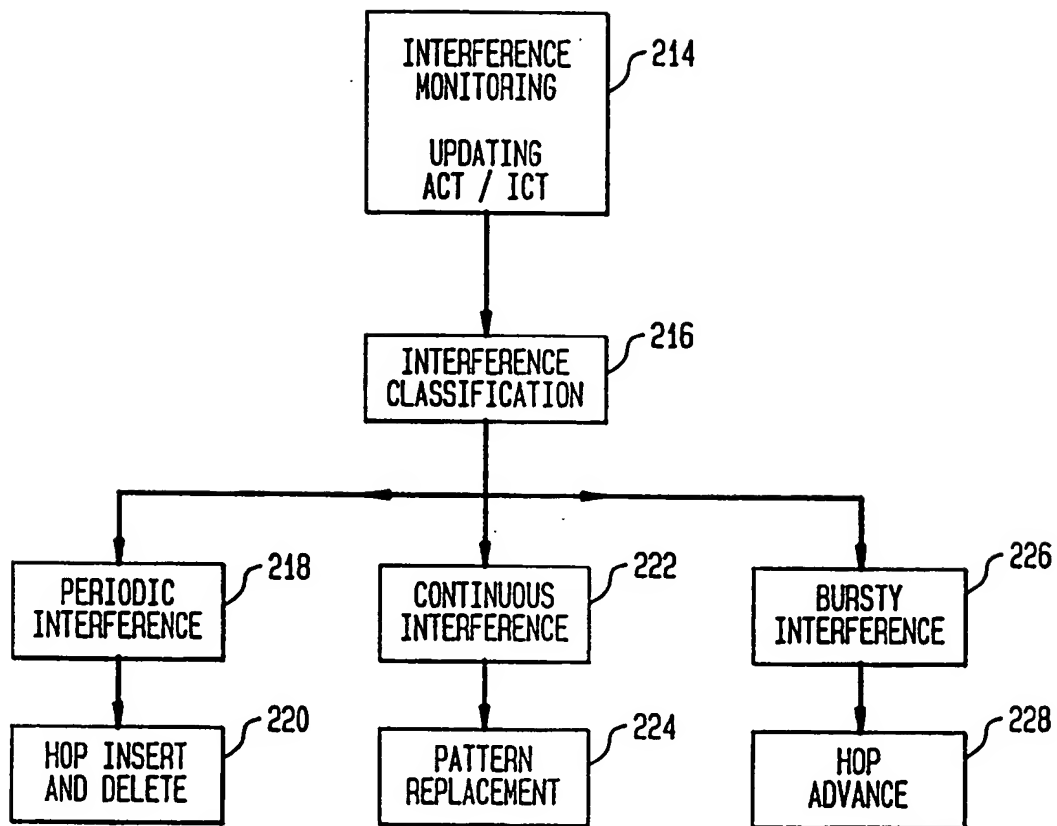 INTERFERENCE
MONITORING
UPDATING
ACT / ICT
214
INTERFERENCE
CLASSIFICATION
216
PERIODIC
INTERFERENCE
218
CONTINUOUS
INTERFERENCE
222
BURSTY
INTERFERENCE
226
HOP INSERT
AND DELETE
220
PATTERN
REPLACEMENT
224
HOP
ADVANCE
228